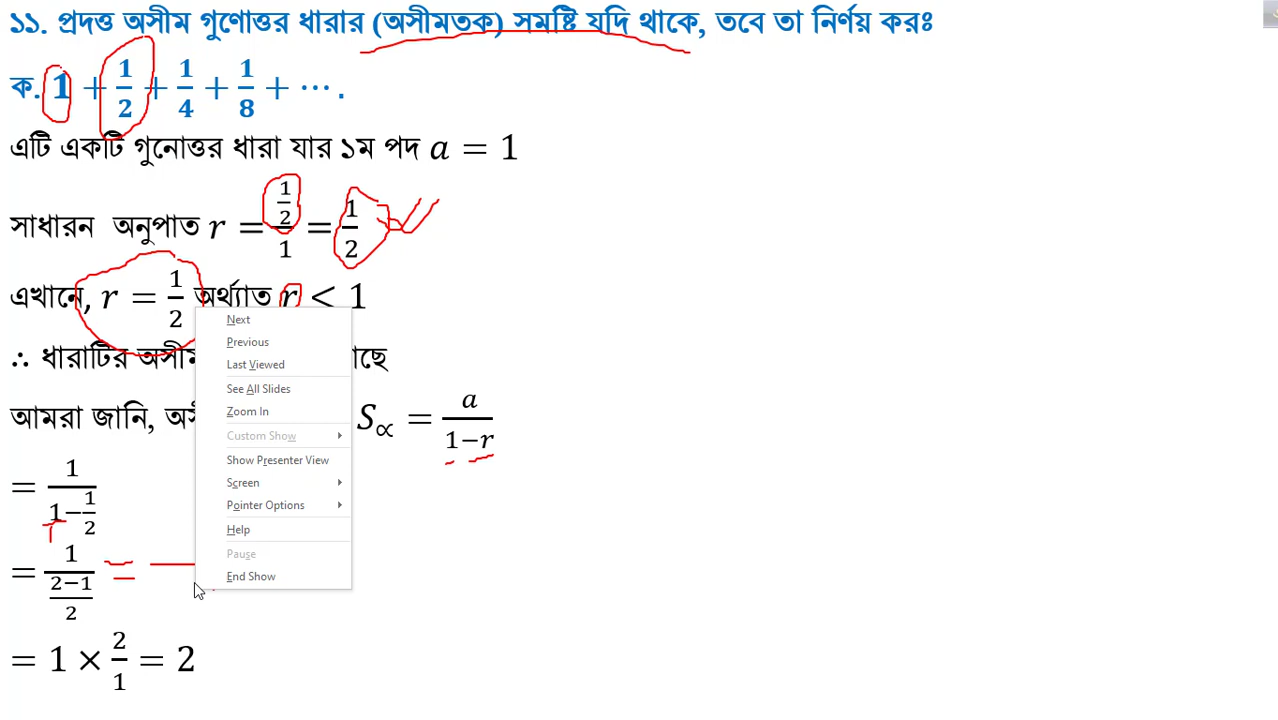 ১১. প্রদত্ত অসীম গুণোত্তর ধারার (অসীমতক) সমষ্টি যদি থাকে, তবে তা নির্ণয় করঃ
ক. 1 + 1/2 + 1/4 + 1/8 + ⋯ .
এটি একটি গুনোত্তর ধারা যার ১ম পদ a = 1
সাধারন অনুপাত r = (1/2)/1 = 1/2
এখানে, r = 1/2 অর্থ্যাত r < 1
∴ ধারাটির অসীম
আমরা জানি, S∝ = a/(1−r)
= 1/(1−1/2)
= 1/((2−1)/2) =
= 1 × 2/1 = 2
Next
Previous
Last Viewed
See All Slides
Zoom In
Custom Show
Show Presenter View
Screen
Pointer Options
Help
Pause
End Show